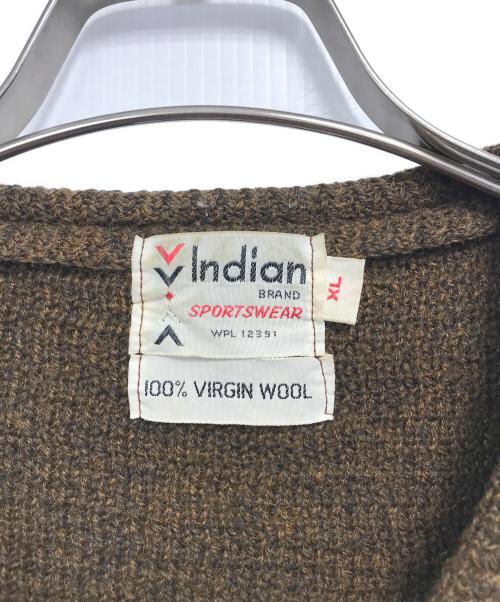 Indian
BRAND
SPORTSWEAR
WPL 12391
XL
100% VIRGIN WOOL